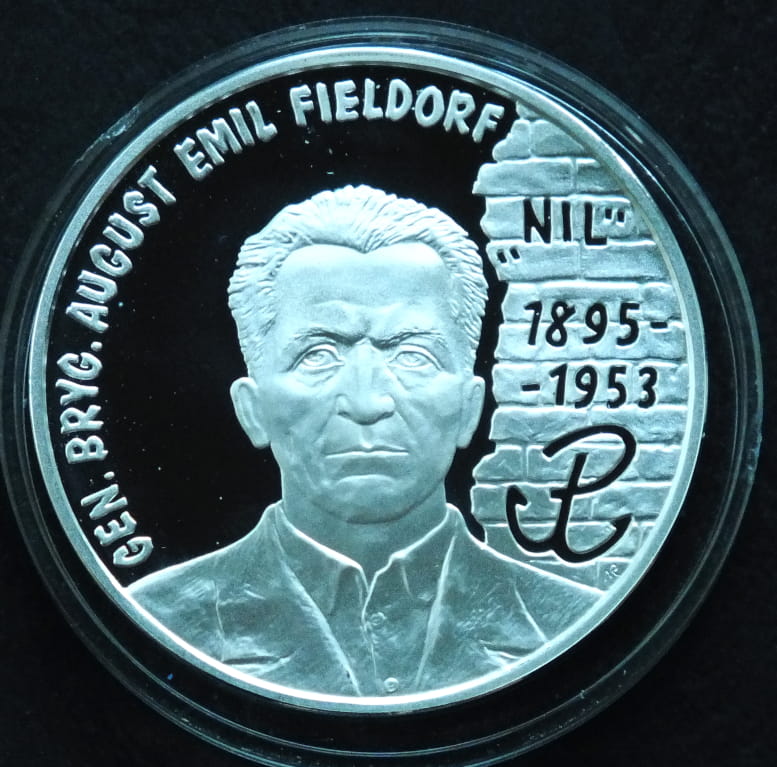 GEN. BRYG. AUGUST EMIL FIELDORF
„NIL"
1895-
-1953